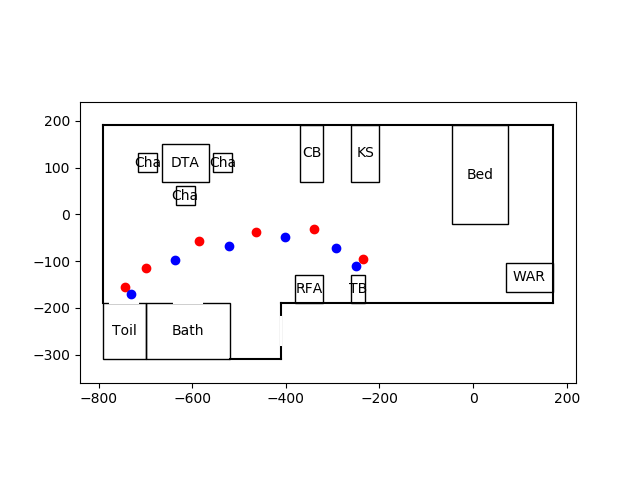 200
100
0
−100
−200
−300
Cha
DTA
Cha
Cha
CB
KS
Bed
WAR
RFA
TB
Toil
Bath
−800
−600
−400
−200
0
200